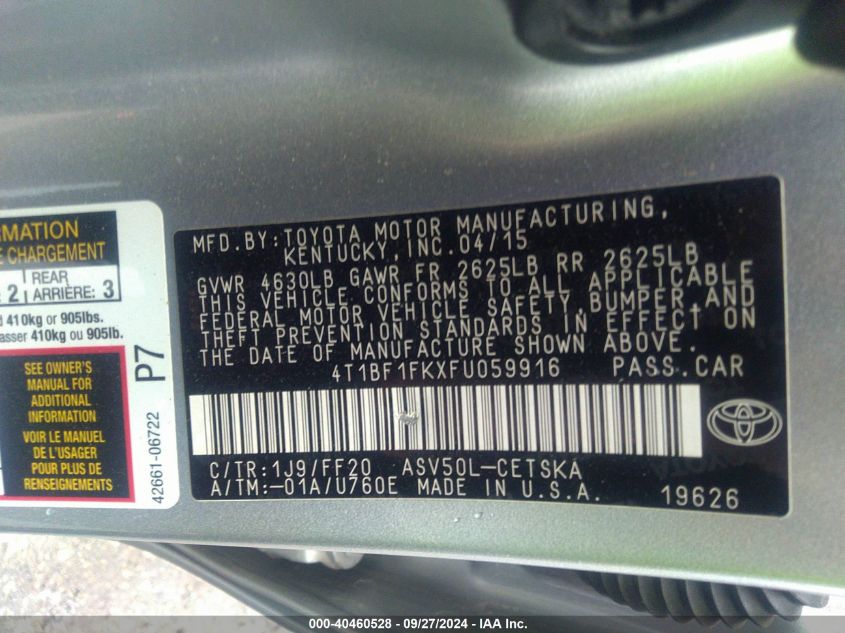 MFD.BY:TOYOTA MOTOR MANUFACTURING,
KENTUCKY,INC.04/15
GVWR 4630LB GAWR FR 2625LB RR 2625LB
THIS VEHICLE CONFORMS TO ALL APPLICABLE
FEDERAL MOTOR VEHICLE SAFETY,BUMPER,AND
THEFT PREVENTION STANDARDS IN EFFECT ON
THE DATE OF MANUFACTURE SHOWN ABOVE.
4T1BF1FKXFU059916 PASS.CAR
C/TR:1J9/FF20 ASV50L-CETSKA
A/TM:-01A/U760E MADE IN U.S.A. 19626
CHARGEMENT
2 REAR
ARRIÈRE: 3
410kg or 905lbs.
410kg ou 905lb.
SEE OWNER'S
MANUAL FOR
ADDITIONAL
INFORMATION
VOIR LE MANUEL
DE L'USAGER
POUR PLUS DE
RENSEIGNEMENTS
P7
42661-06722
000-40460528 - 09/27/2024 - IAA Inc.